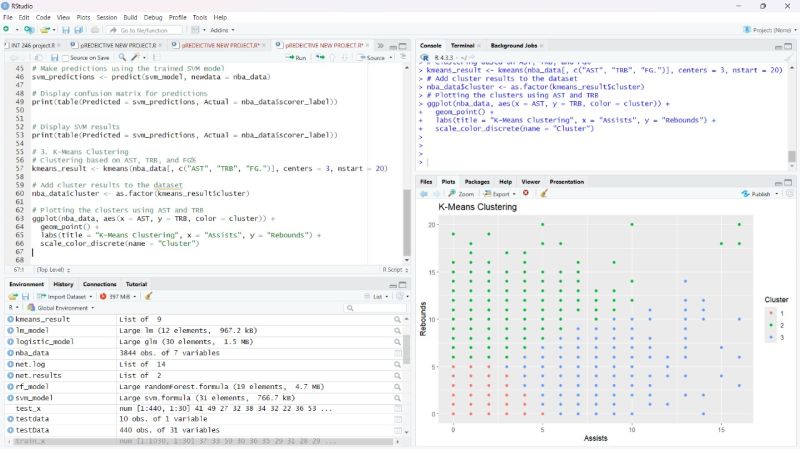 RStudio
File Edit Code View Plots Session Build Debug Profile Tools Help
Go to file/function
Addins
Project: (None)
INT 246 project.R
pREDEICTIVE NEW PROJECT.R
pREDEICTIVE NEW PROJECT.R*
pREDEICTIVE NEW PROJECT.R*
Source on Save
Run
Source
45 # Make predictions using the trained SVM model
46 svm_predictions <- predict(svm_model, newdata = nba_data)
47
48 # Display confusion matrix for predictions
49 print(table(Predicted = svm_predictions, Actual = nba_data$scorer_label))
50
51
52 # Display SVM results
53 print(table(Predicted = svm_predictions, Actual = nba_data$scorer_label))
54
55 # 3. K-Means Clustering
56 # Clustering based on AST, TRB, and FG%
57 kmeans_result <- kmeans(nba_data[, c("AST", "TRB", "FG.")], centers = 3, nstart = 20)
58
59 # Add cluster results to the dataset
60 nba_data$cluster <- as.factor(kmeans_result$cluster)
61
62 # Plotting the clusters using AST and TRB
63 ggplot(nba_data, aes(x = AST, y = TRB, color = cluster)) +
64 geom_point() +
65 labs(title = "K-Means Clustering", x = "Assists", y = "Rebounds") +
66 scale_color_discrete(name = "Cluster")
67
68
67:1 (Top Level) R Script
Environment History Connections Tutorial
Import Dataset 397 MiB List
R Global Environment
kmeans_result List of 9
lm_model Large lm (12 elements, 967.2 kB)
logistic_model Large glm (30 elements, 1.5 MB)
nba_data 3844 obs. of 7 variables
net.log List of 14
net.results List of 2
rf_model Large randomForest.formula (19 elements, 4.7 MB)
svm_model Large svm.formula (31 elements, 766.7 kB)
test_x num [1:440, 1:30] 41 49 27 32 38 34 32 22 36 53 ...
testdata 10 obs. of 1 variable
testData 440 obs. of 31 variables
train_x num [1:1030, 1:30] 37 33 50 30 36 35 29 31 28 29 ...
Console Terminal Background Jobs
R 4.3.3 · ~/
# Clustering based on AST, TRB, and FG%
> kmeans_result <- kmeans(nba_data[, c("AST", "TRB", "FG.")], centers = 3, nstart = 20)
> # Add cluster results to the dataset
> nba_data$cluster <- as.factor(kmeans_result$cluster)
> # Plotting the clusters using AST and TRB
> ggplot(nba_data, aes(x = AST, y = TRB, color = cluster)) +
+ geom_point() +
+ labs(title = "K-Means Clustering", x = "Assists", y = "Rebounds") +
+ scale_color_discrete(name = "Cluster")
>
>
>
>
Files Plots Packages Help Viewer Presentation
Zoom Export Publish
K-Means Clustering
20
15
10
5
0
Rebounds
0 5 10 15
Assists
Cluster
1
2
3